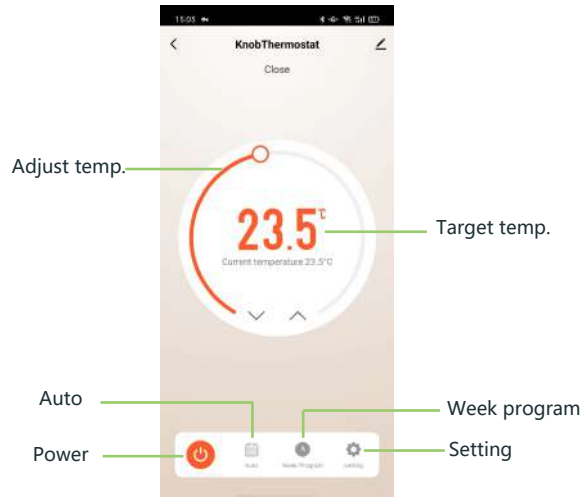 15:03
KnobThermostat
Close
Adjust temp.
23.5℃
Target temp.
Current temperature 23.5°C
Auto
Week program
Power
Setting
Auto
Week Program
Setting